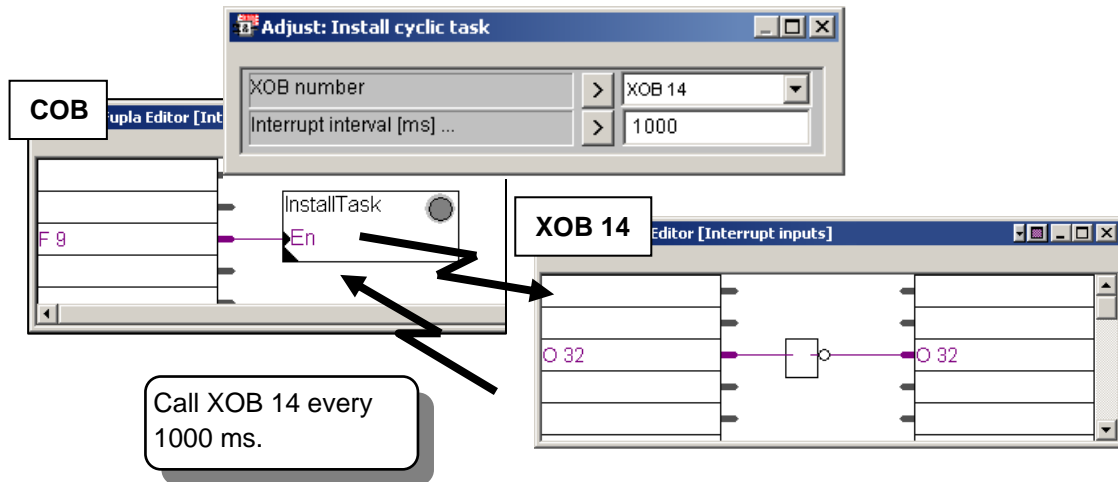 Adjust: Install cyclic task
XOB number
>
XOB 14
Interrupt interval [ms] ...
>
1000
COB
Fupla Editor [Int
InstallTask
F 9
En
XOB 14
Editor [Interrupt inputs]
O 32
O 32
Call XOB 14 every
1000 ms.